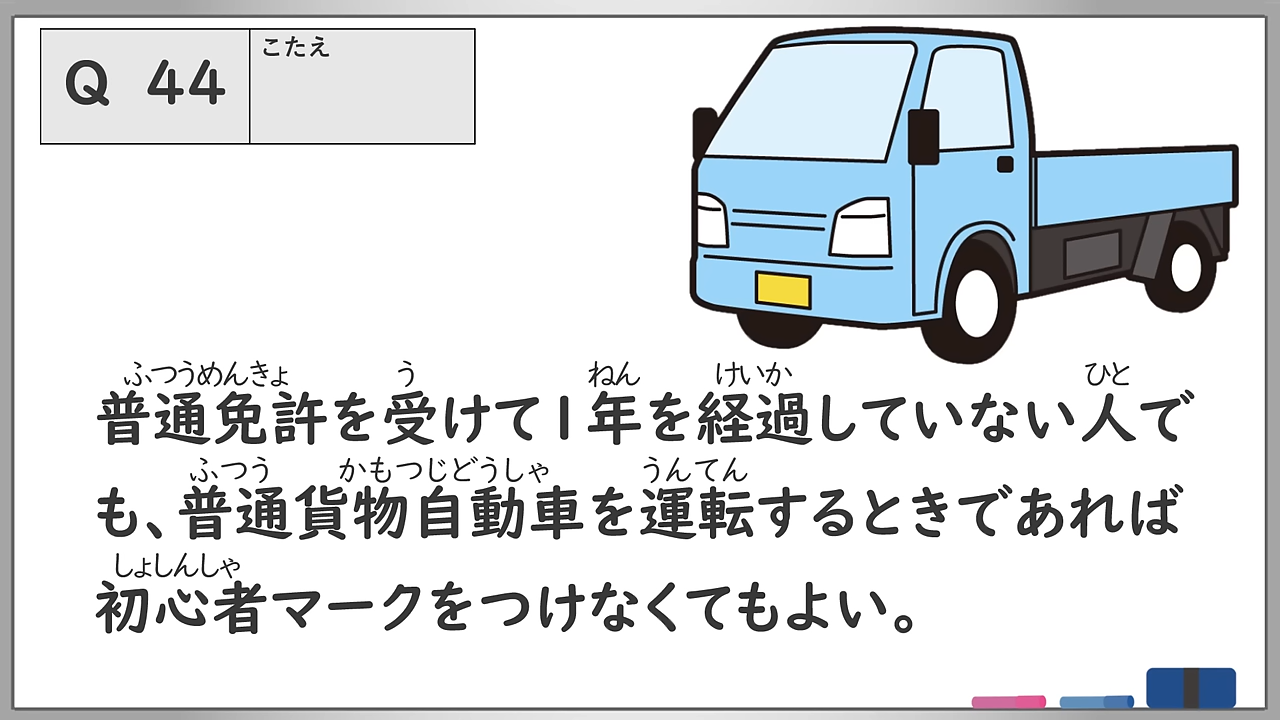 Q 44
こたえ
ふつうめんきょ う ねん けいか ひと
普通免許を受けて1年を経過していない人で
ふつう かもつじどうしゃ うんてん
も、普通貨物自動車を運転するときであれば
しょしんしゃ
初心者マークをつけなくてもよい。